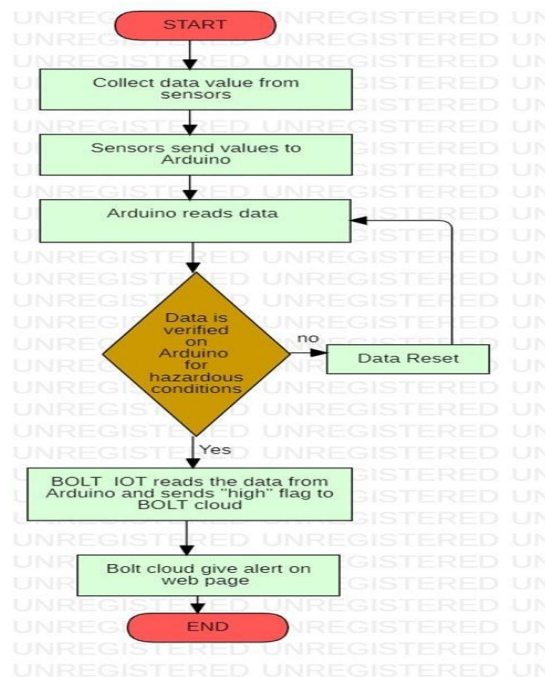 START
Collect data value from
sensors
Sensors send values to
Arduino
Arduino reads data
Data is
verified
on
Arduino
for
hazardous
conditions
no
Data Reset
Yes
BOLT IOT reads the data from
Arduino and sends "high" flag to
BOLT cloud
Bolt cloud give alert on
web page
END
UNREGISTERED